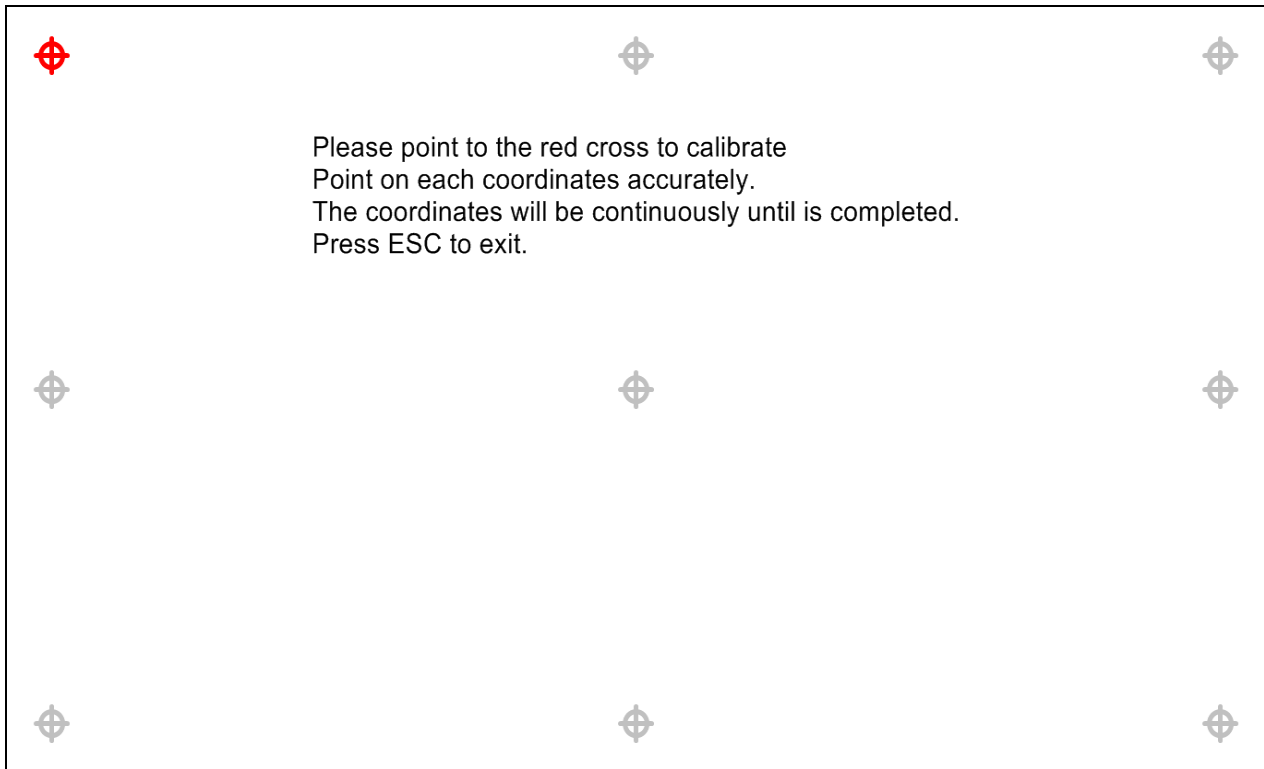 Please point to the red cross to calibrate
Point on each coordinates accurately.
The coordinates will be continuously until is completed.
Press ESC to exit.